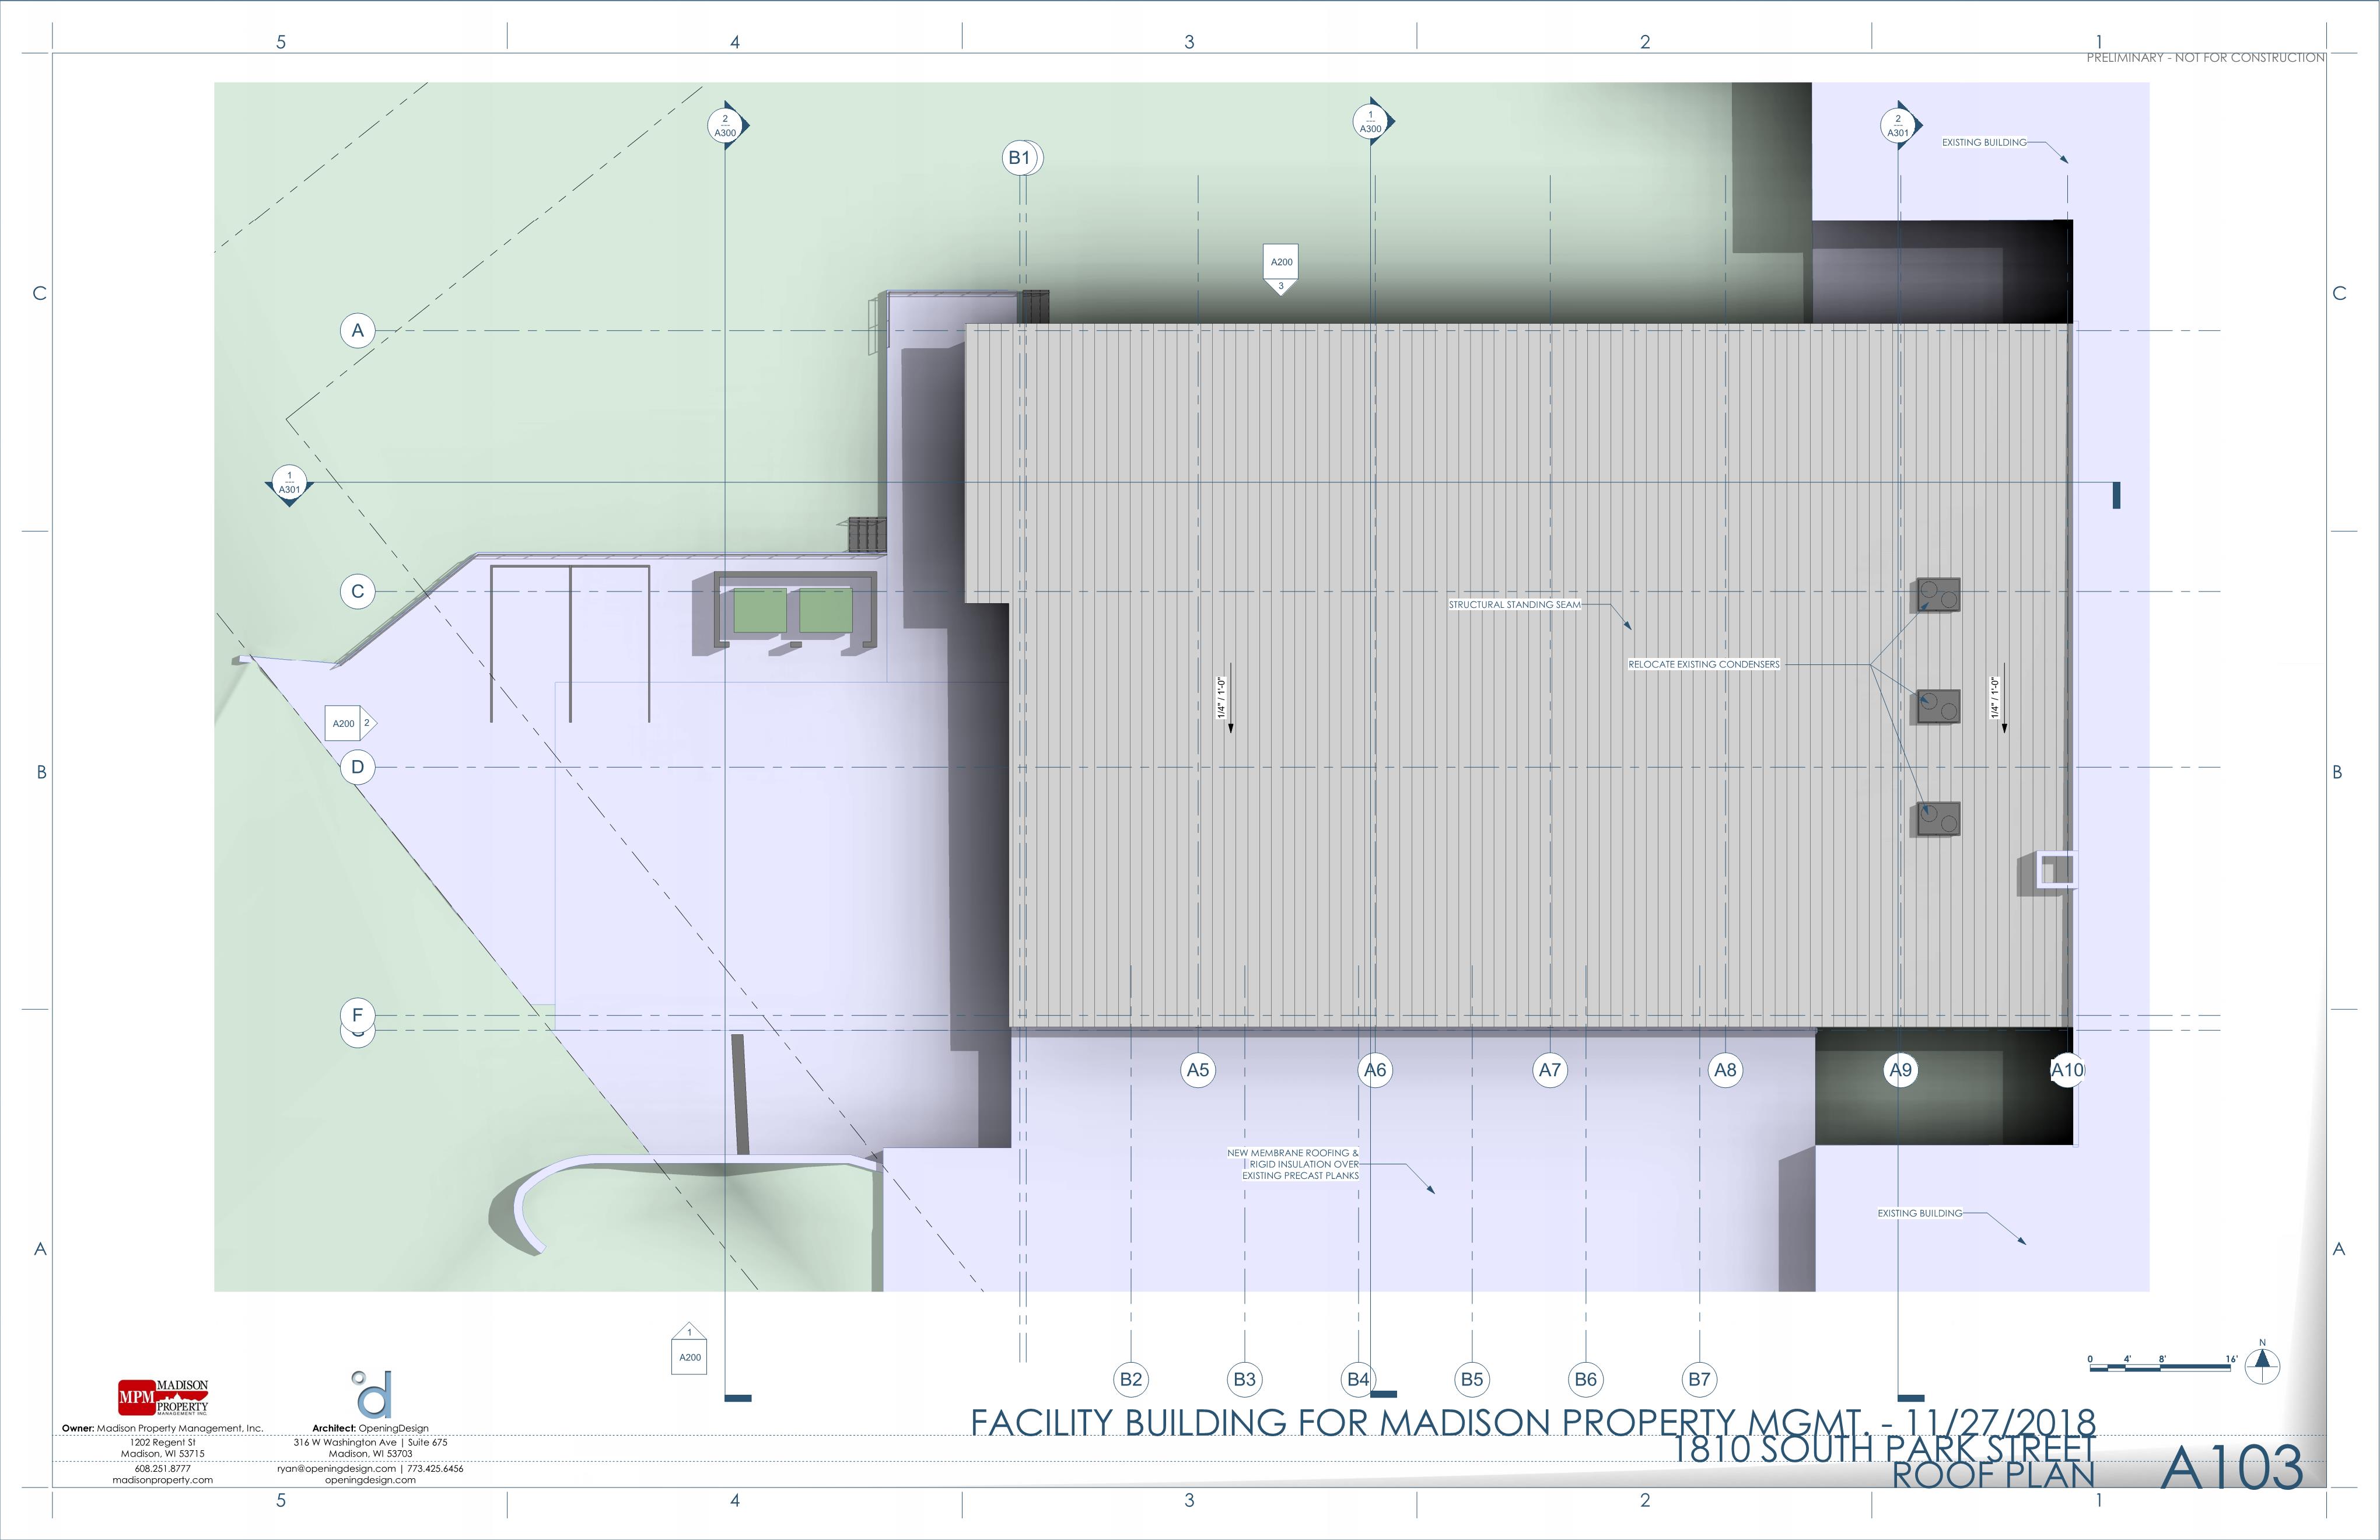 5 4 3 2 1
PRELIMINARY - NOT FOR CONSTRUCTION
2
A300
1
A300
2
A301
EXISTING BUILDING
B1
A200
3
C
C
A
1
A301
C
STRUCTURAL STANDING SEAM
RELOCATE EXISTING CONDENSERS
1/4" / 1'-0"
1/4" / 1'-0"
A200 2
D
B
B
F
A5 A6 A7 A8 A9 A10
NEW MEMBRANE ROOFING &
RIGID INSULATION OVER
EXISTING PRECAST PLANKS
EXISTING BUILDING
A
A
1
A200
B2 B3 B4 B5 B6 B7
0 4' 8' 16'
N
MPM MADISON
PROPERTY
MANAGEMENT INC.
d
Owner: Madison Property Management, Inc.
1202 Regent St
Madison, WI 53715
608.251.8777
madisonproperty.com
Architect: OpeningDesign
316 W Washington Ave | Suite 675
Madison, WI 53703
ryan@openingdesign.com | 773.425.6456
openingdesign.com
FACILITY BUILDING FOR MADISON PROPERTY MGMT. - 11/27/2018
1810 SOUTH PARK STREET
ROOF PLAN
A103
5 4 3 2 1